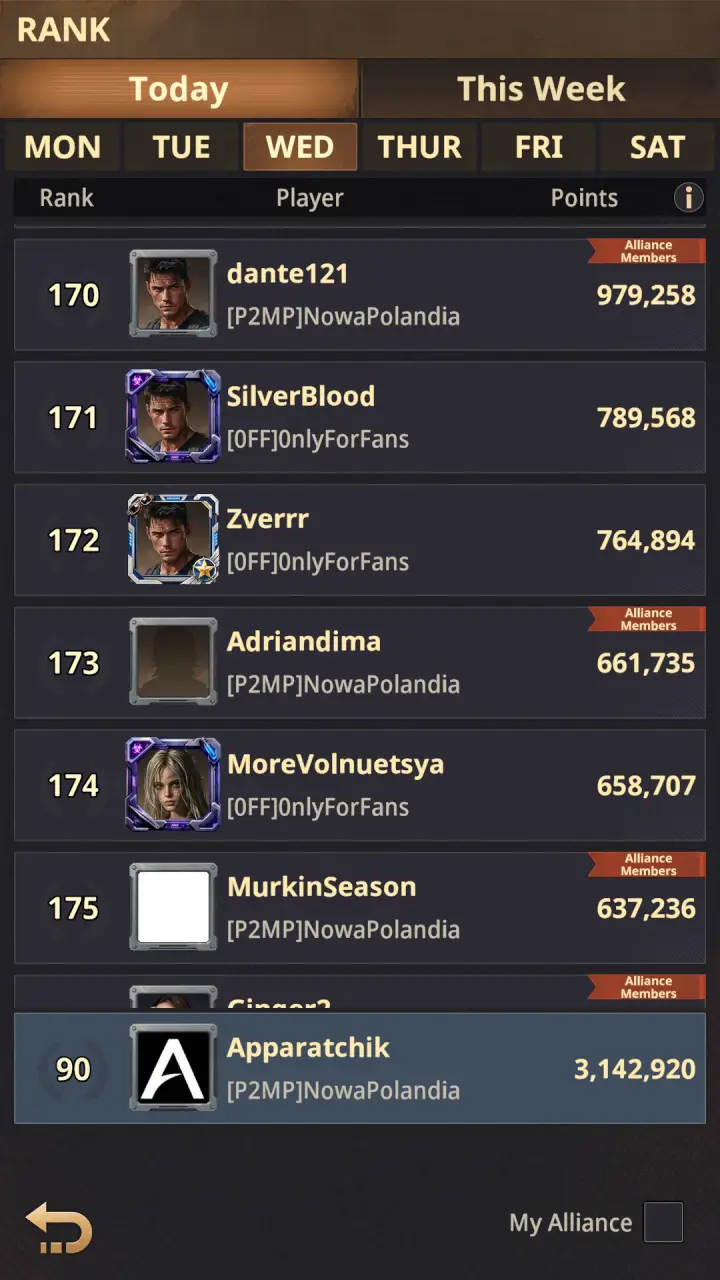 RANK
Today
This Week
MON TUE WED THUR FRI SAT
Rank Player Points
Alliance
Members
170
dante121
[P2MP]NowaPolandia
979,258
171
SilverBlood
[0FF]0nlyForFans
789,568
172
Zverrr
[0FF]0nlyForFans
764,894
Alliance
Members
173
Adriandima
[P2MP]NowaPolandia
661,735
174
MoreVolnuetsya
[0FF]0nlyForFans
658,707
Alliance
Members
175
MurkinSeason
[P2MP]NowaPolandia
637,236
Alliance
Members
90
Apparatchik
[P2MP]NowaPolandia
3,142,920
My Alliance